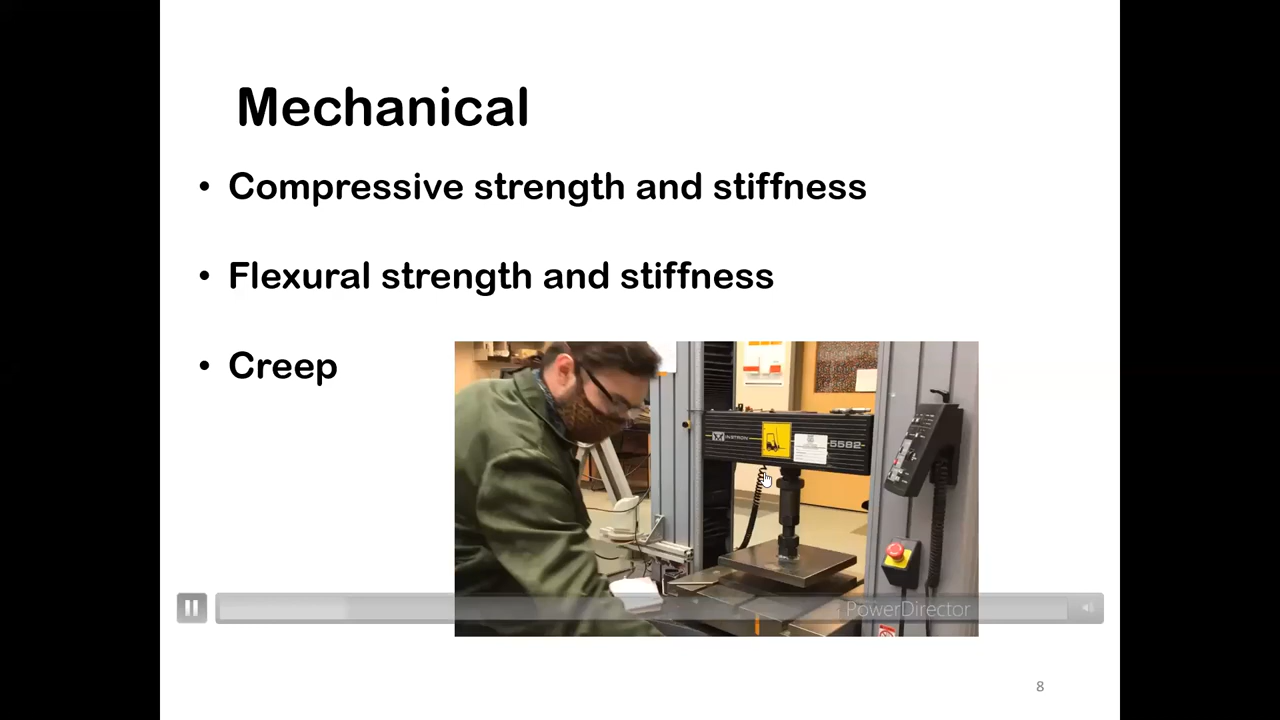 Mechanical
• Compressive strength and stiffness
• Flexural strength and stiffness
• Creep
INSTRON
5582
PowerDirector
8